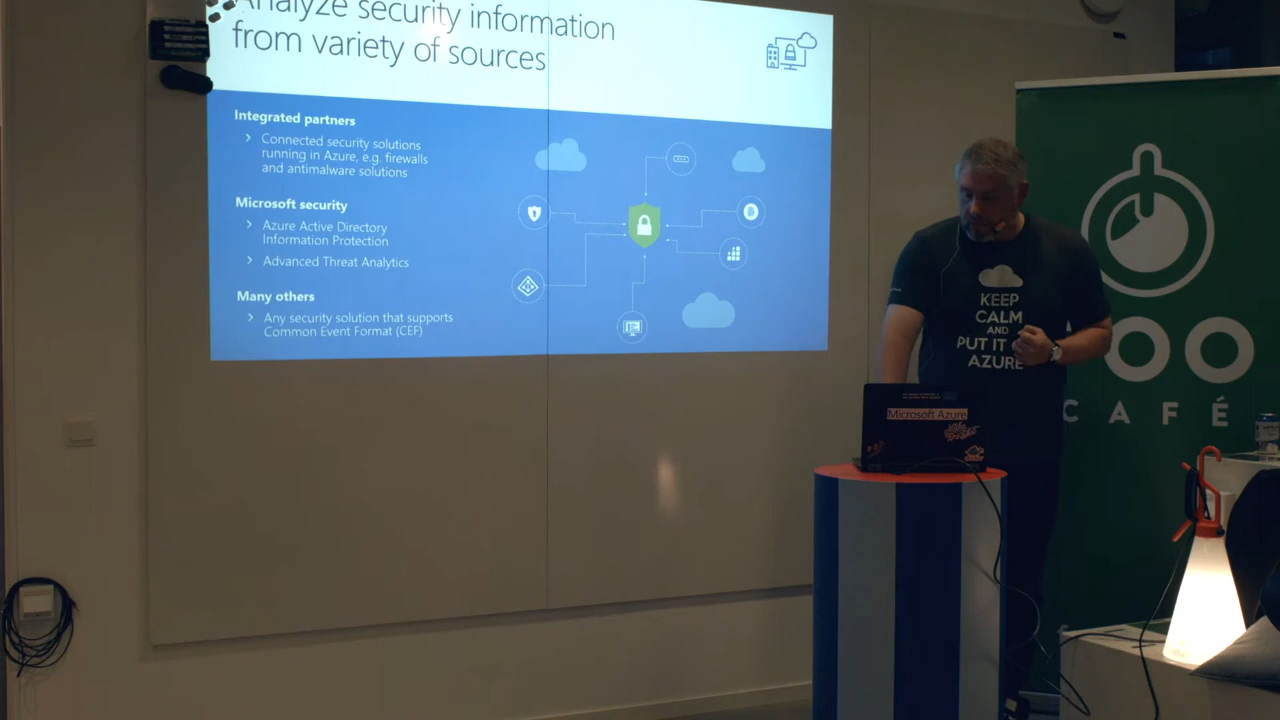 Analyze security information
from variety of sources
Integrated partners
Connected security solutions
running in Azure, e.g. firewalls
and antimalware solutions
Microsoft security
Azure Active Directory
Information Protection
Advanced Threat Analytics
Many others
Any security solution that supports
Common Event Format (CEF)
KEEP
CALM
AND
PUT IT
AZURE
Microsoft Azure
CAFÉ